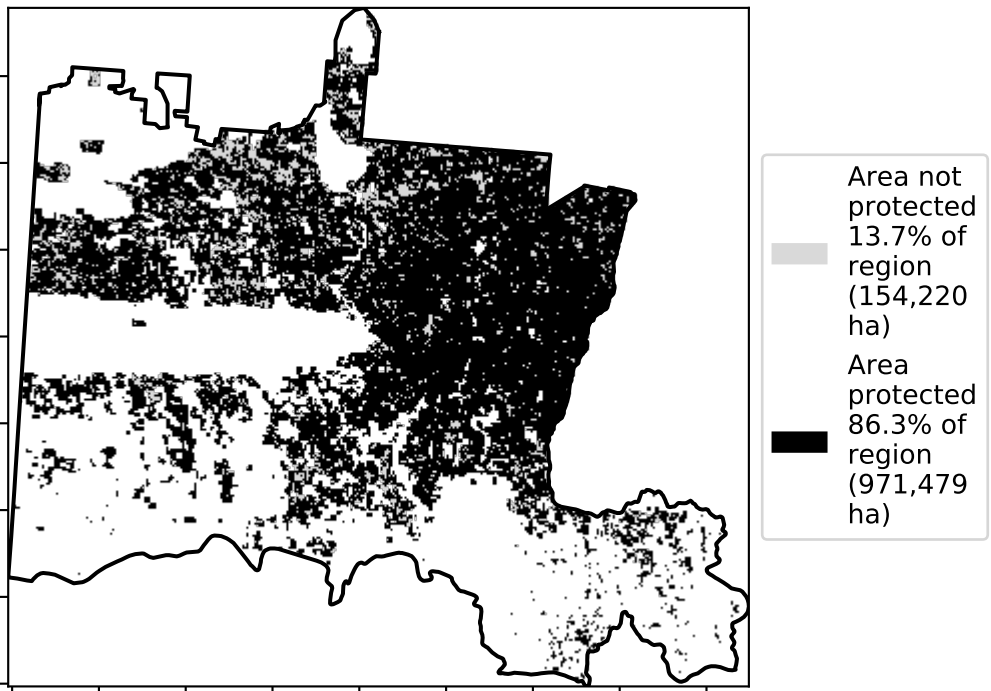 Area not
protected
13.7% of
region
(154,220
ha)
Area
protected
86.3% of
region
(971,479
ha)